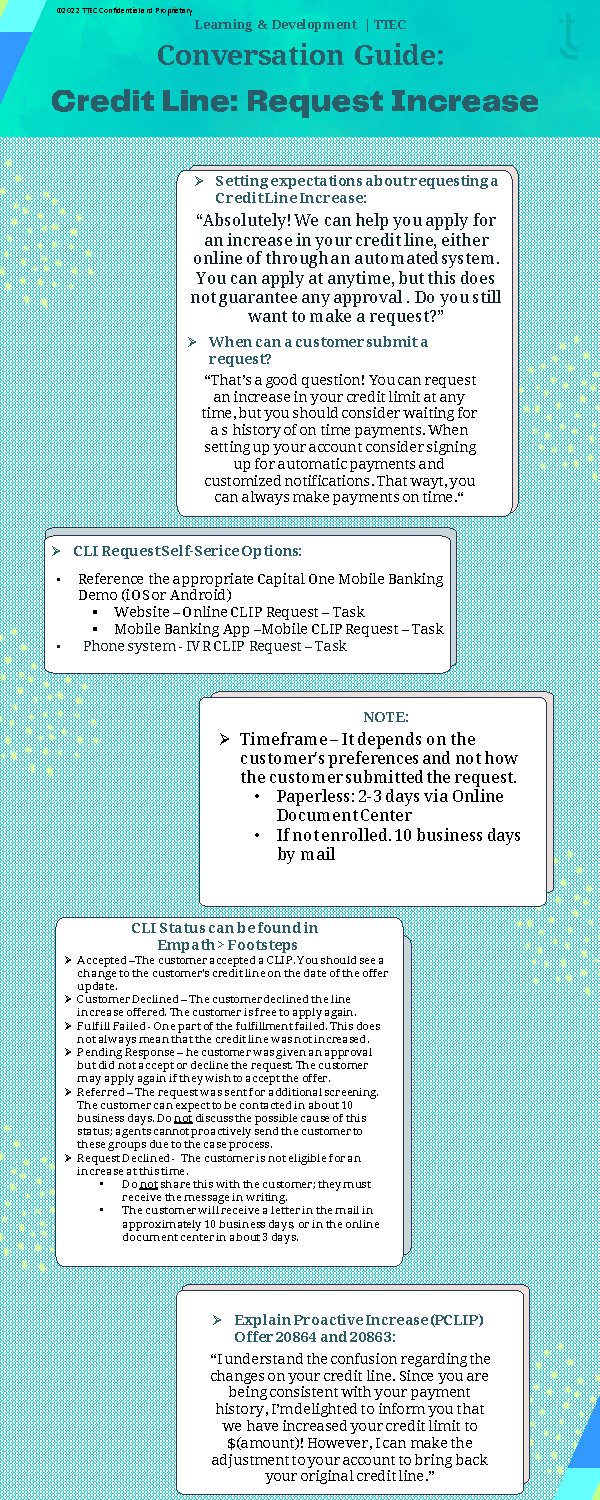 ©2022 TTEC Confidential and Proprietary
Learning & Development | TTEC
t
Conversation Guide:
Credit Line: Request Increase
➢ Setting expectations about requesting a
Credit Line Increase:
“Absolutely! We can help you apply for
an increase in your credit line, either
online of through an automated system.
You can apply at anytime, but this does
not guarantee any approval . Do you still
want to make a request?”
➢ When can a customer submit a
request?
“That’s a good question! You can request
an increase in your credit limit at any
time, but you should consider waiting for
a s history of on time payments. When
setting up your account consider signing
up for automatic payments and
customized notifications. That wayt, you
can always make payments on time.“
➢ CLI Request Self-Serice Options:
• Reference the appropriate Capital One Mobile Banking
Demo (iOS or Android)
▪ Website – Online CLIP Request – Task
▪ Mobile Banking App –Mobile CLIP Request – Task
• Phone system - IVR CLIP Request – Task
NOTE:
➢ Timeframe – It depends on the
customer's preferences and not how
the customer submitted the request.
• Paperless: 2-3 days via Online
Document Center
• If not enrolled. 10 business days
by mail
CLI Status can be found in
Empath > Footsteps
➢ Accepted –The customer accepted a CLIP. You should see a
change to the customer's credit line on the date of the offer
update.
➢ Customer Declined – The customer declined the line
increase offered. The customer is free to apply again.
➢ Fulfill Failed - One part of the fulfillment failed. This does
not always mean that the credit line was not increased.
➢ Pending Response – he customer was given an approval
but did not accept or decline the request. The customer
may apply again if they wish to accept the offer.
➢ Referred – The request was sent for additional screening.
The customer can expect to be contacted in about 10
business days. Do not discuss the possible cause of this
status; agents cannot proactively send the customer to
these groups due to the case process.
➢ Request Declined - The customer is not eligible for an
increase at this time.
• Do not share this with the customer; they must
receive the message in writing.
• The customer will receive a letter in the mail in
approximately 10 business days, or in the online
document center in about 3 days.
➢ Explain Proactive Increase (PCLIP)
Offer 20864 and 20863:
“I understand the confusion regarding the
changes on your credit line. Since you are
being consistent with your payment
history, I’m delighted to inform you that
we have increased your credit limit to
$(amount)! However, I can make the
adjustment to your account to bring back
your original credit line.”